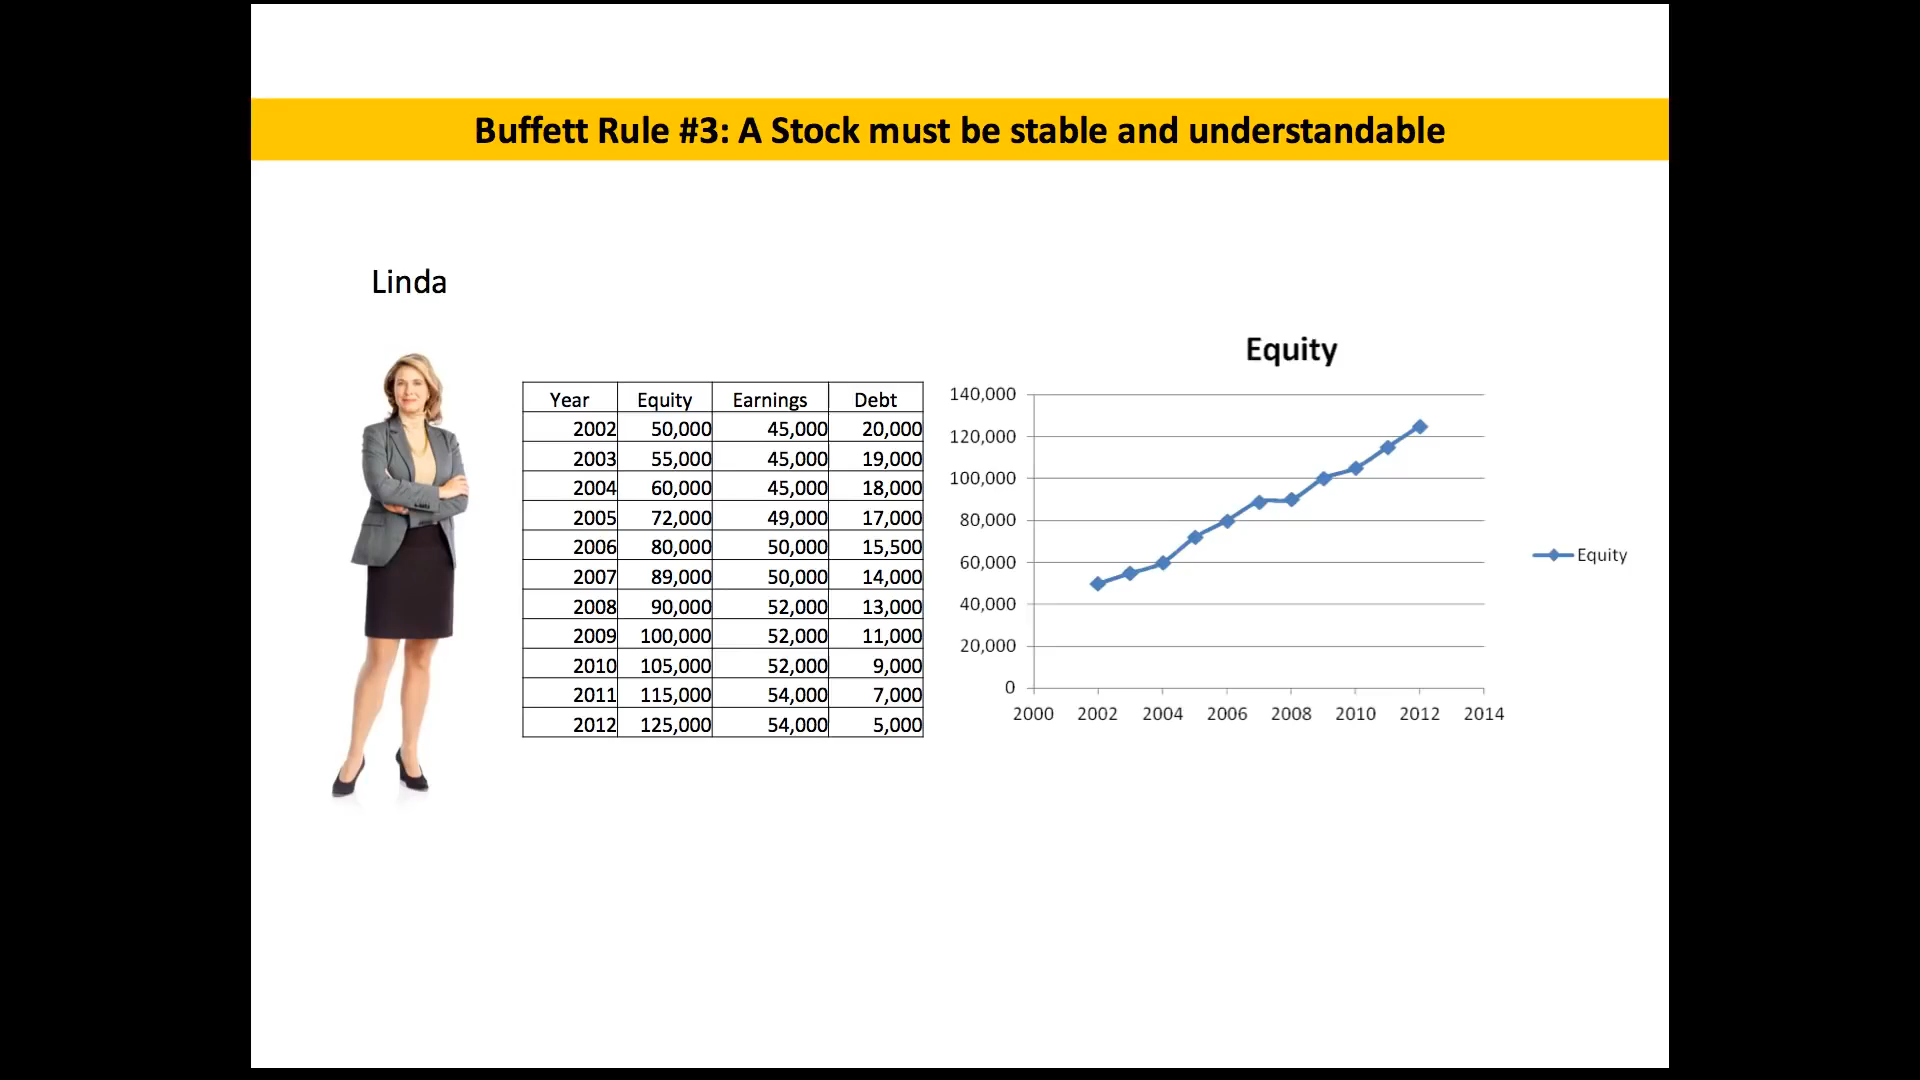 Buffett Rule #3: A Stock must be stable and understandable
Linda
Year Equity Earnings Debt
2002 50,000 45,000 20,000
2003 55,000 45,000 19,000
2004 60,000 45,000 18,000
2005 72,000 49,000 17,000
2006 80,000 50,000 15,500
2007 89,000 50,000 14,000
2008 90,000 52,000 13,000
2009 100,000 52,000 11,000
2010 105,000 52,000 9,000
2011 115,000 54,000 7,000
2012 125,000 54,000 5,000
Equity
140,000
120,000
100,000
80,000
60,000
40,000
20,000
0
2000 2002 2004 2006 2008 2010 2012 2014
Equity